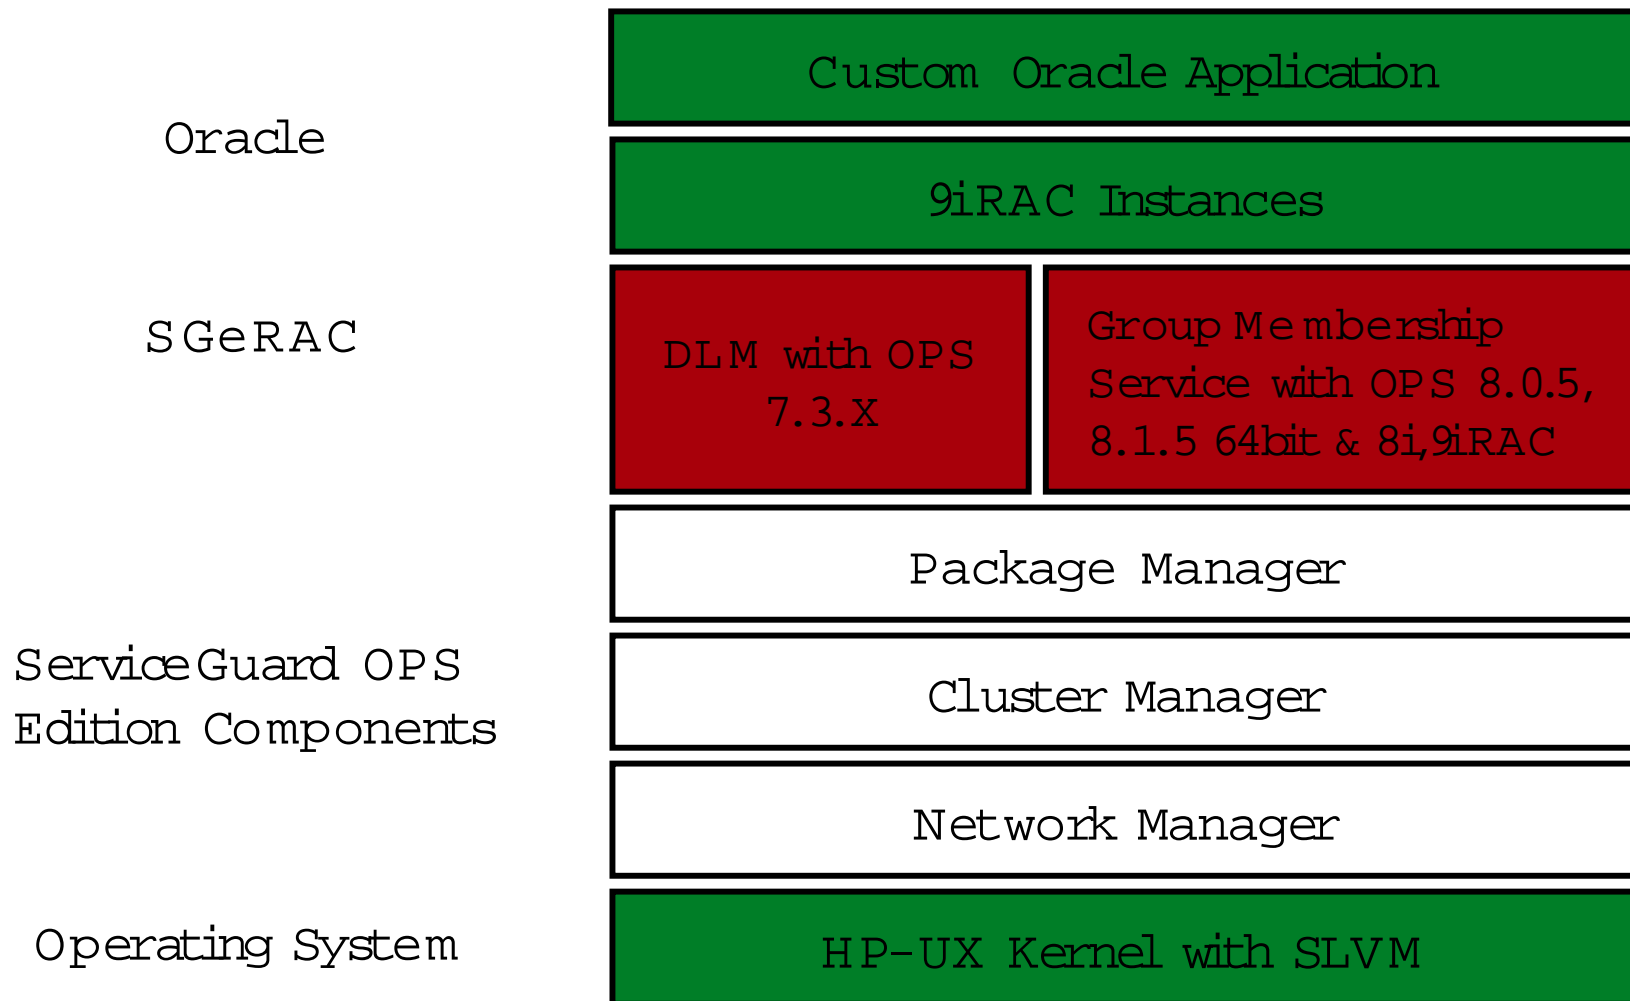 Custom Oracle Application
Oracle
9iRAC Instances
SGeRAC
DLM with OPS
7.3.X
Group Membership
Service with OPS 8.0.5,
8.1.5 64bit & 8i,9iRAC
Package Manager
ServiceGuard OPS
Edition Components
Cluster Manager
Network Manager
Operating System
HP-UX Kernel with SLVM